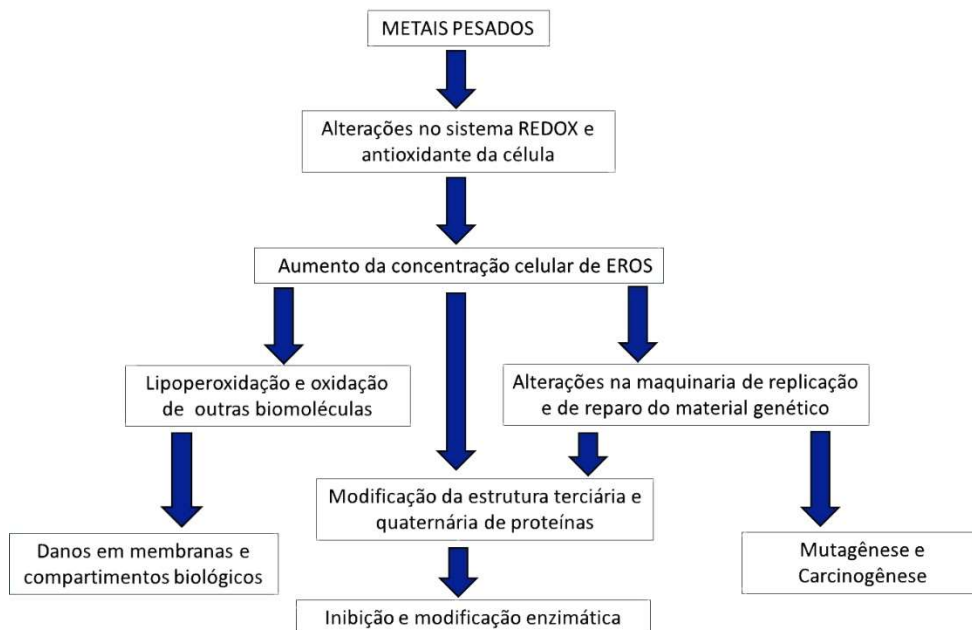 METAIS PESADOS
Alterações no sistema REDOX e
antioxidante da célula
Aumento da concentração celular de EROS
Lipoperoxidação e oxidação
de outras biomoléculas
Alterações na maquinaria de replicação
e de reparo do material genético
Modificação da estrutura terciária e
quaternária de proteínas
Danos em membranas e
compartimentos biológicos
Mutagênese e
Carcinogênese
Inibição e modificação enzimática